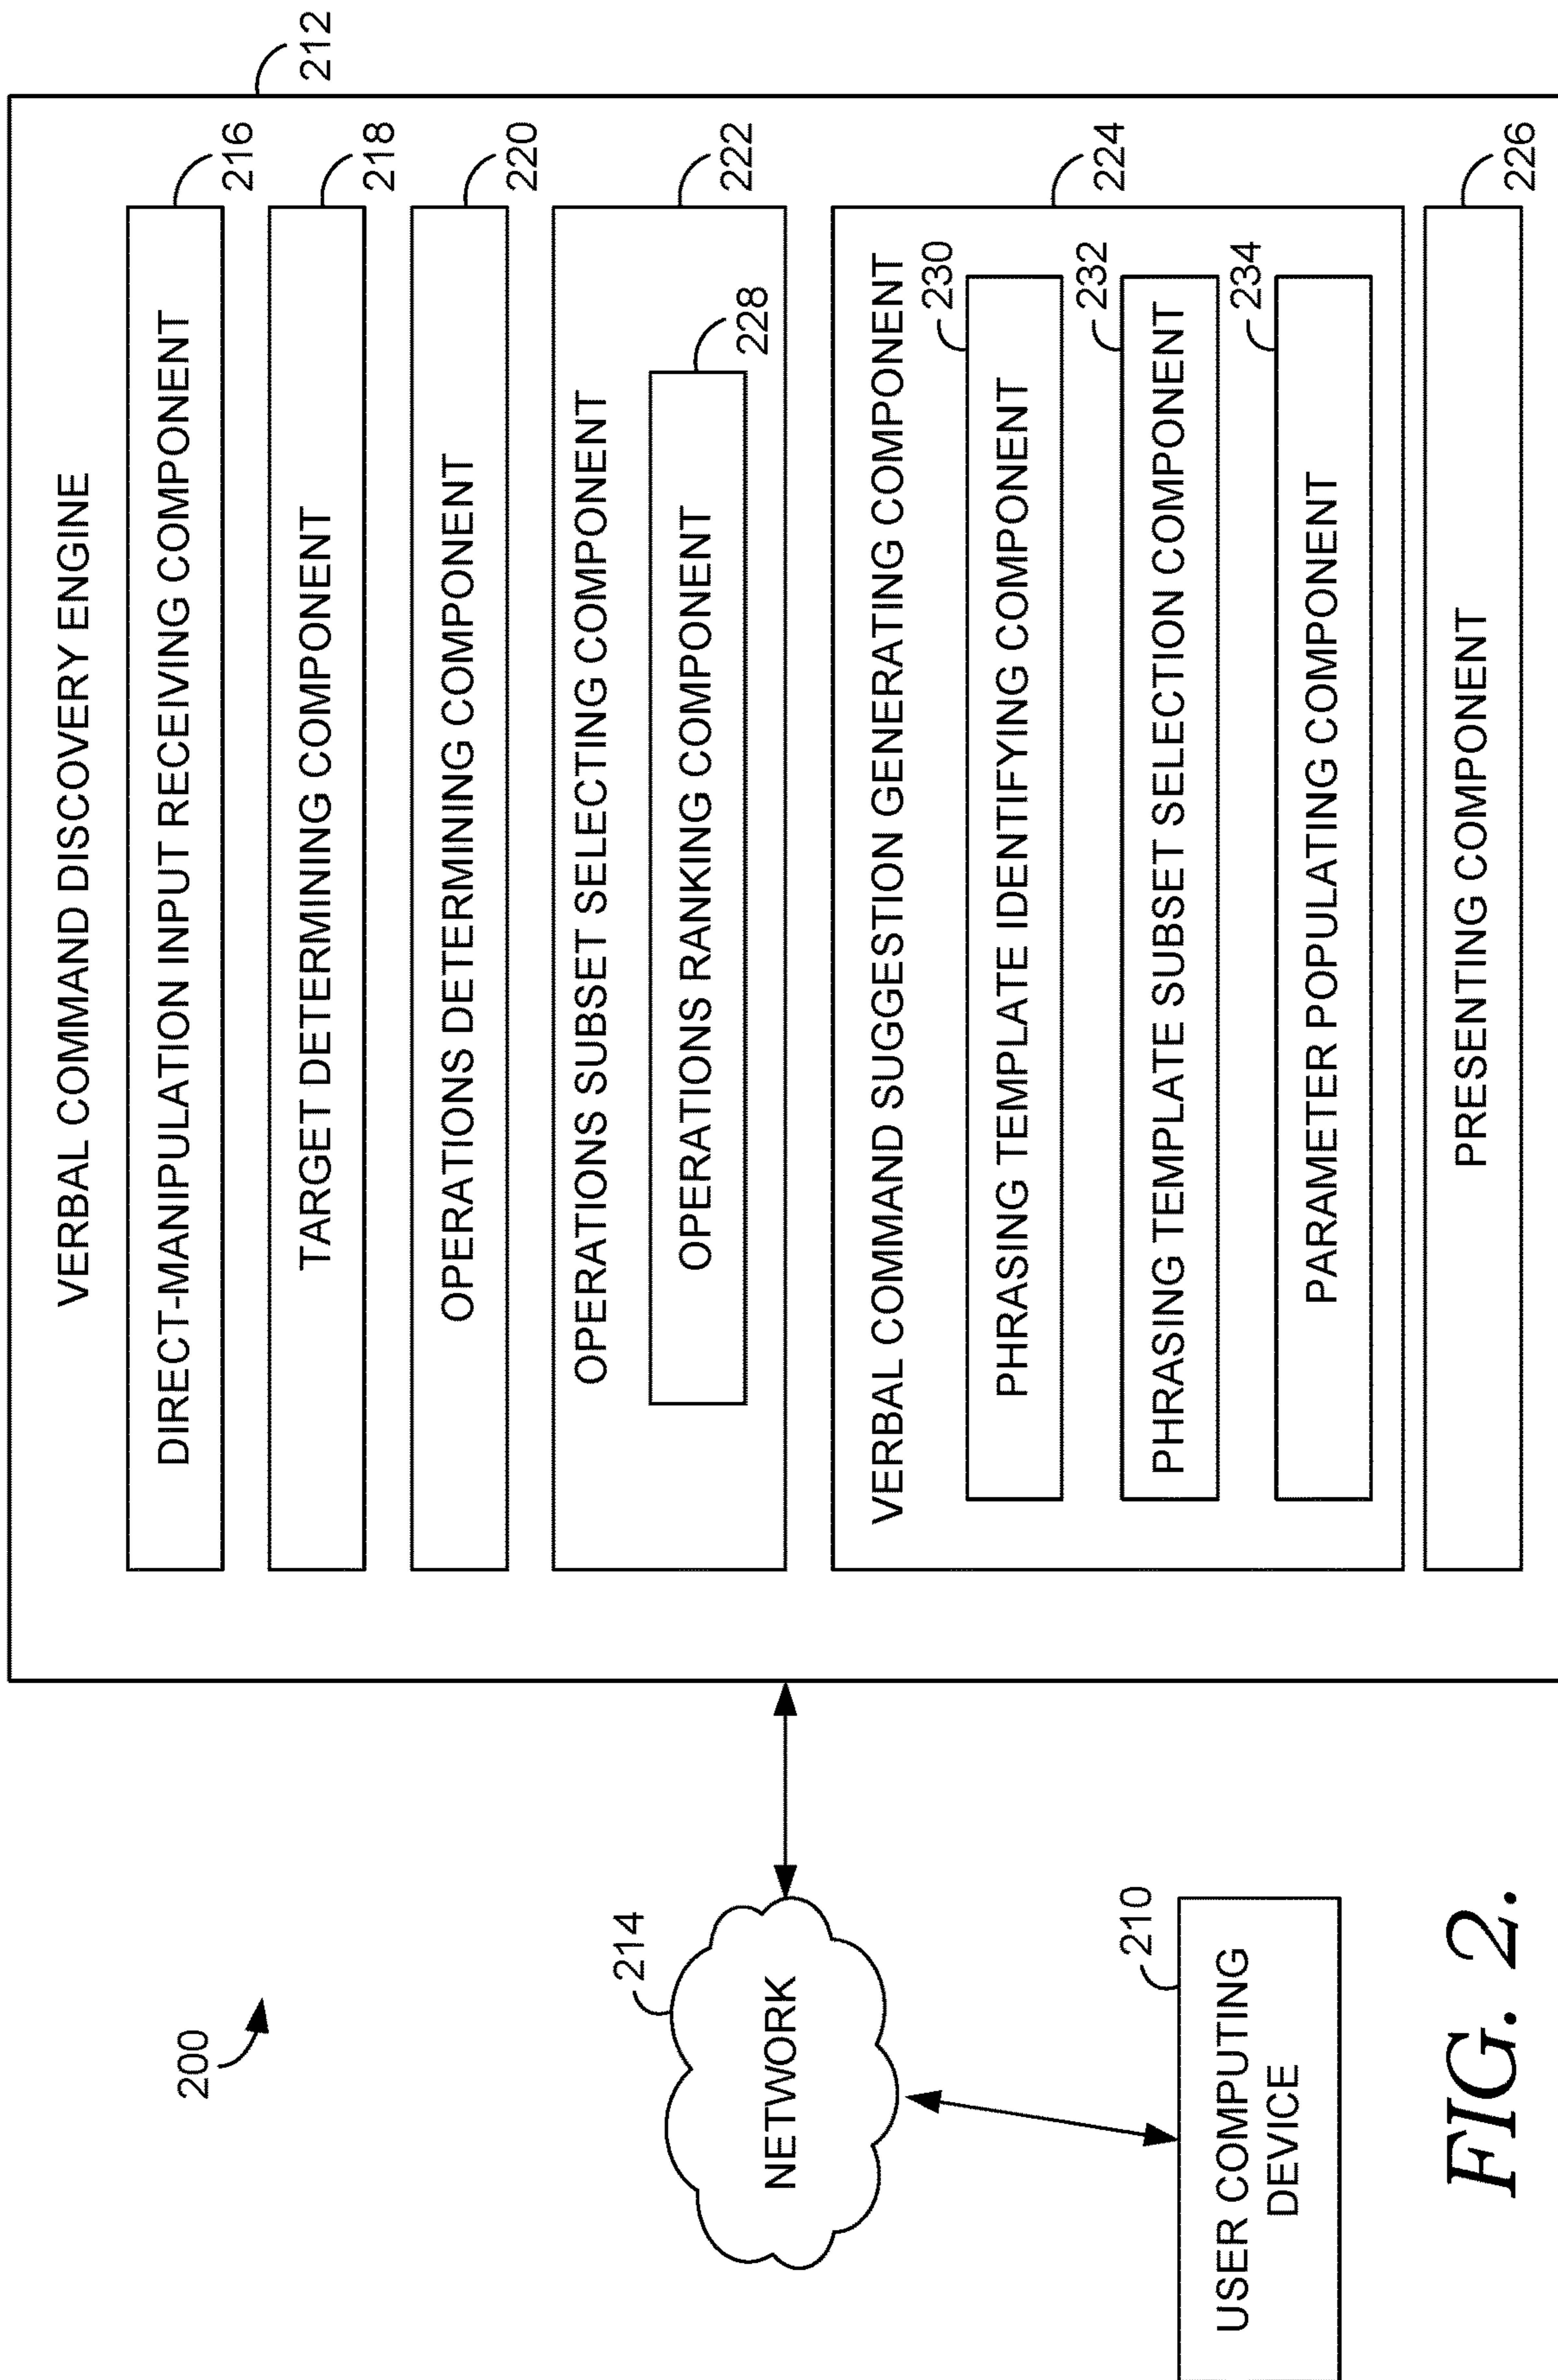 200
214
NETWORK
210
USER COMPUTING
DEVICE
212
VERBAL COMMAND DISCOVERY ENGINE
216
DIRECT-MANIPULATION INPUT RECEIVING COMPONENT
218
TARGET DETERMINING COMPONENT
220
OPERATIONS DETERMINING COMPONENT
222
OPERATIONS SUBSET SELECTING COMPONENT
228
OPERATIONS RANKING COMPONENT
224
VERBAL COMMAND SUGGESTION GENERATING COMPONENT
230
PHRASING TEMPLATE IDENTIFYING COMPONENT
232
PHRASING TEMPLATE SUBSET SELECTION COMPONENT
234
PARAMETER POPULATING COMPONENT
226
PRESENTING COMPONENT
FIG. 2.